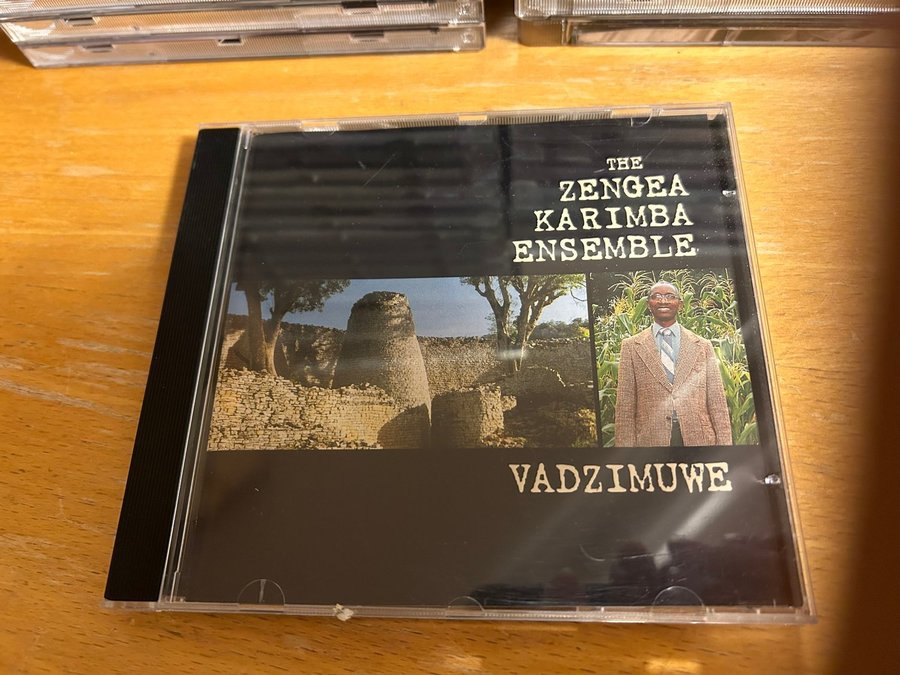 THE
ZENGEA
KARIMBA
ENSEMBLE
VADZIMUWE